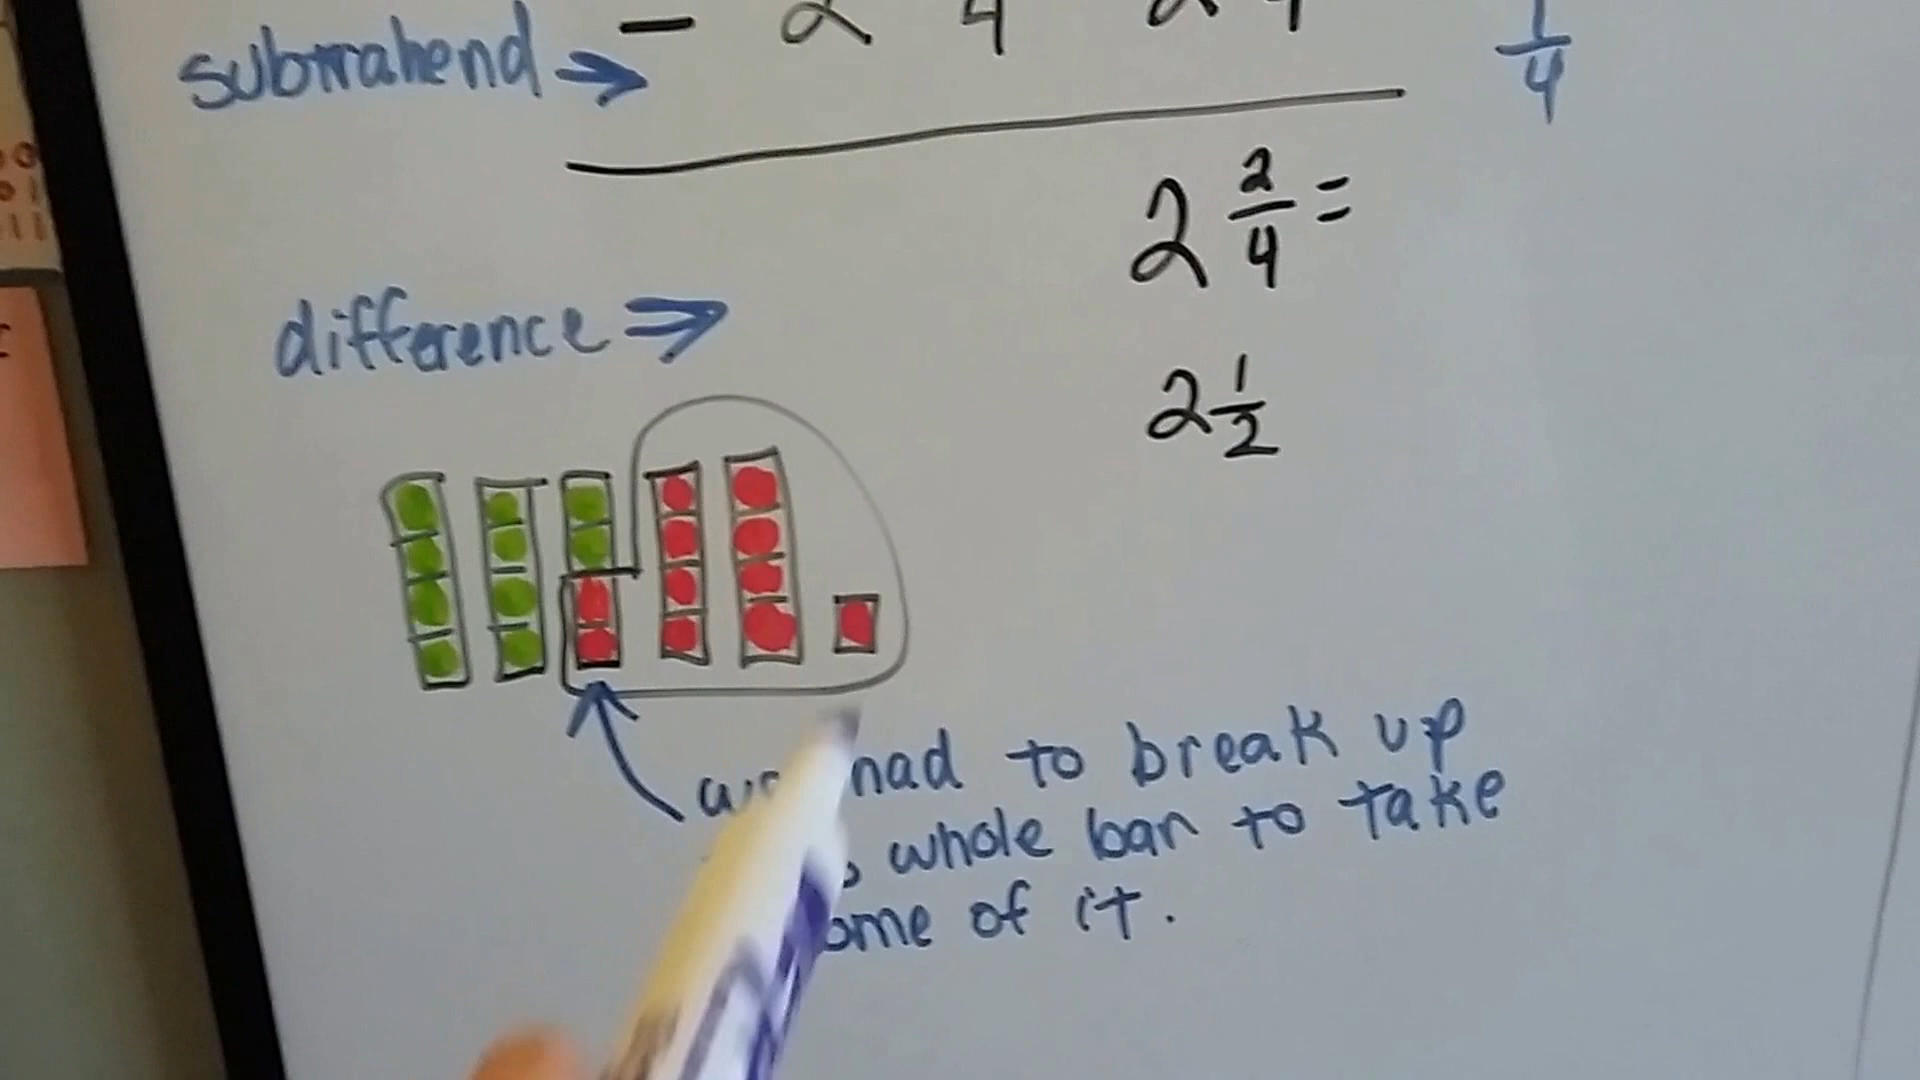 subtrahend → − 2 4 2 4 1/4
2 2/4 =
difference ⇒
2 1/2
had to break up
whole bar to take
of it.